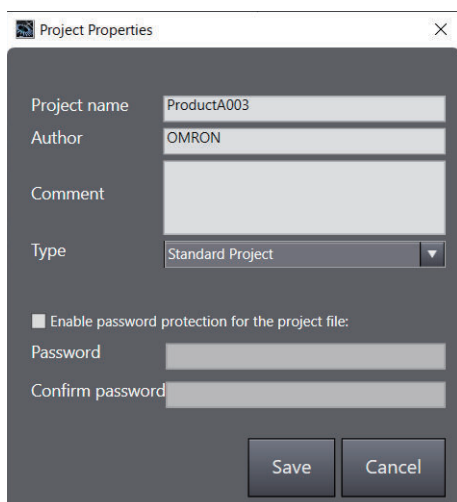 Project Properties
Project name ProductA003
Author OMRON
Comment
Type Standard Project
Enable password protection for the project file:
Password
Confirm password
Save Cancel